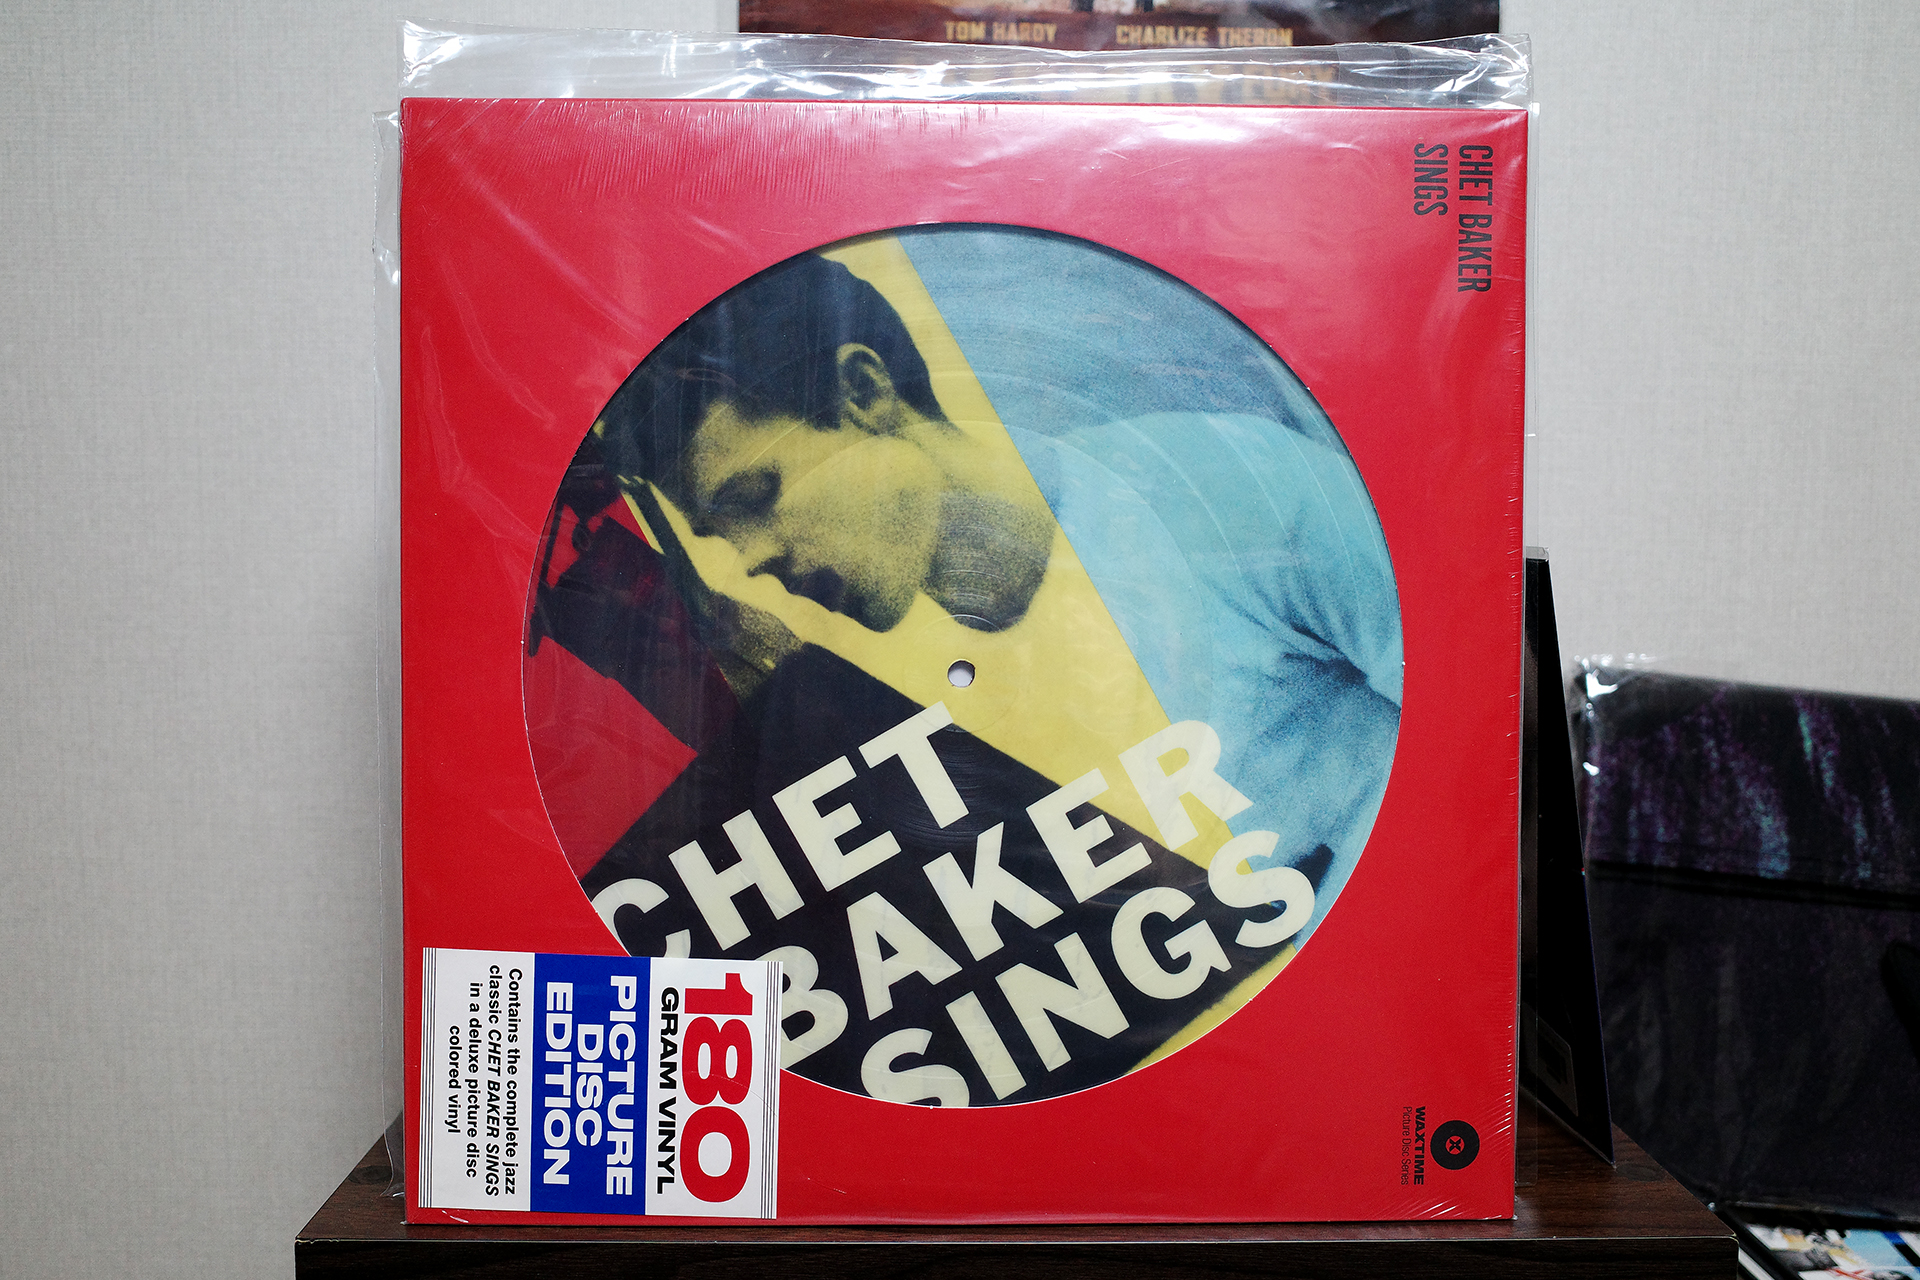 TOM HARDY CHARLIZE THERON
CHET BAKER
SINGS
CHET
BAKER
SINGS
180
GRAM VINYL
PICTURE
DISC
EDITION
Contains the complete jazz
classic CHET BAKER SINGS
in a deluxe picture disc
colored vinyl
WAXTIME
Picture Disc Series